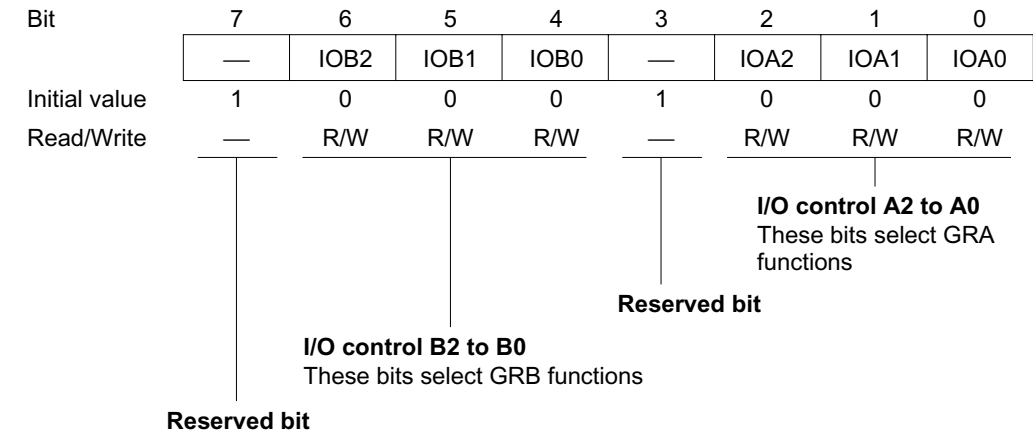 Bit 7 6 5 4 3 2 1 0
— IOB2 IOB1 IOB0 — IOA2 IOA1 IOA0
Initial value 1 0 0 0 1 0 0 0
Read/Write — R/W R/W R/W — R/W R/W R/W
I/O control A2 to A0
These bits select GRA
functions
Reserved bit
I/O control B2 to B0
These bits select GRB functions
Reserved bit